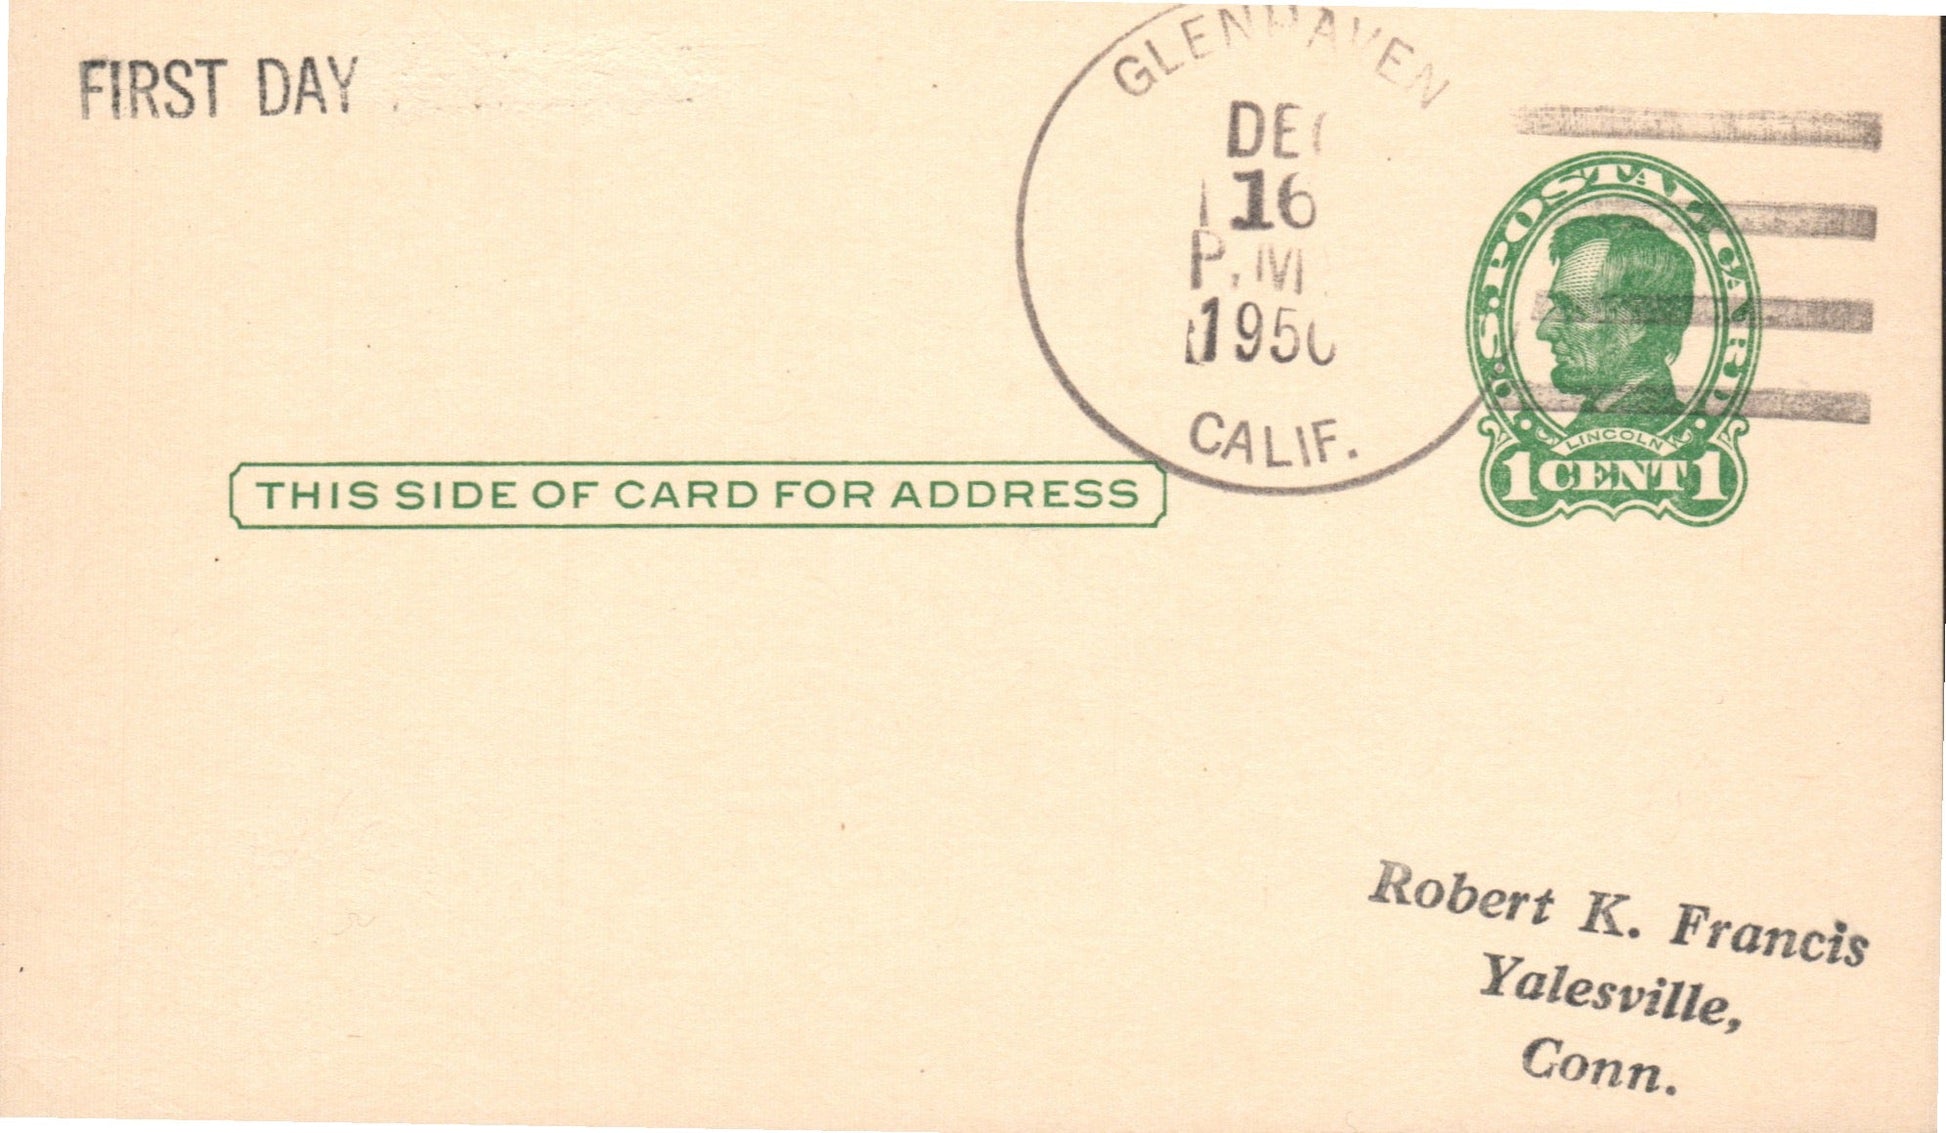 FIRST DAY
GLENHAVEN
DEC
16
P.M.
1950
CALIF.
U.S. POSTAL CARD
LINCOLN
1 CENT 1
THIS SIDE OF CARD FOR ADDRESS
Robert K. Francis
Yalesville,
Conn.